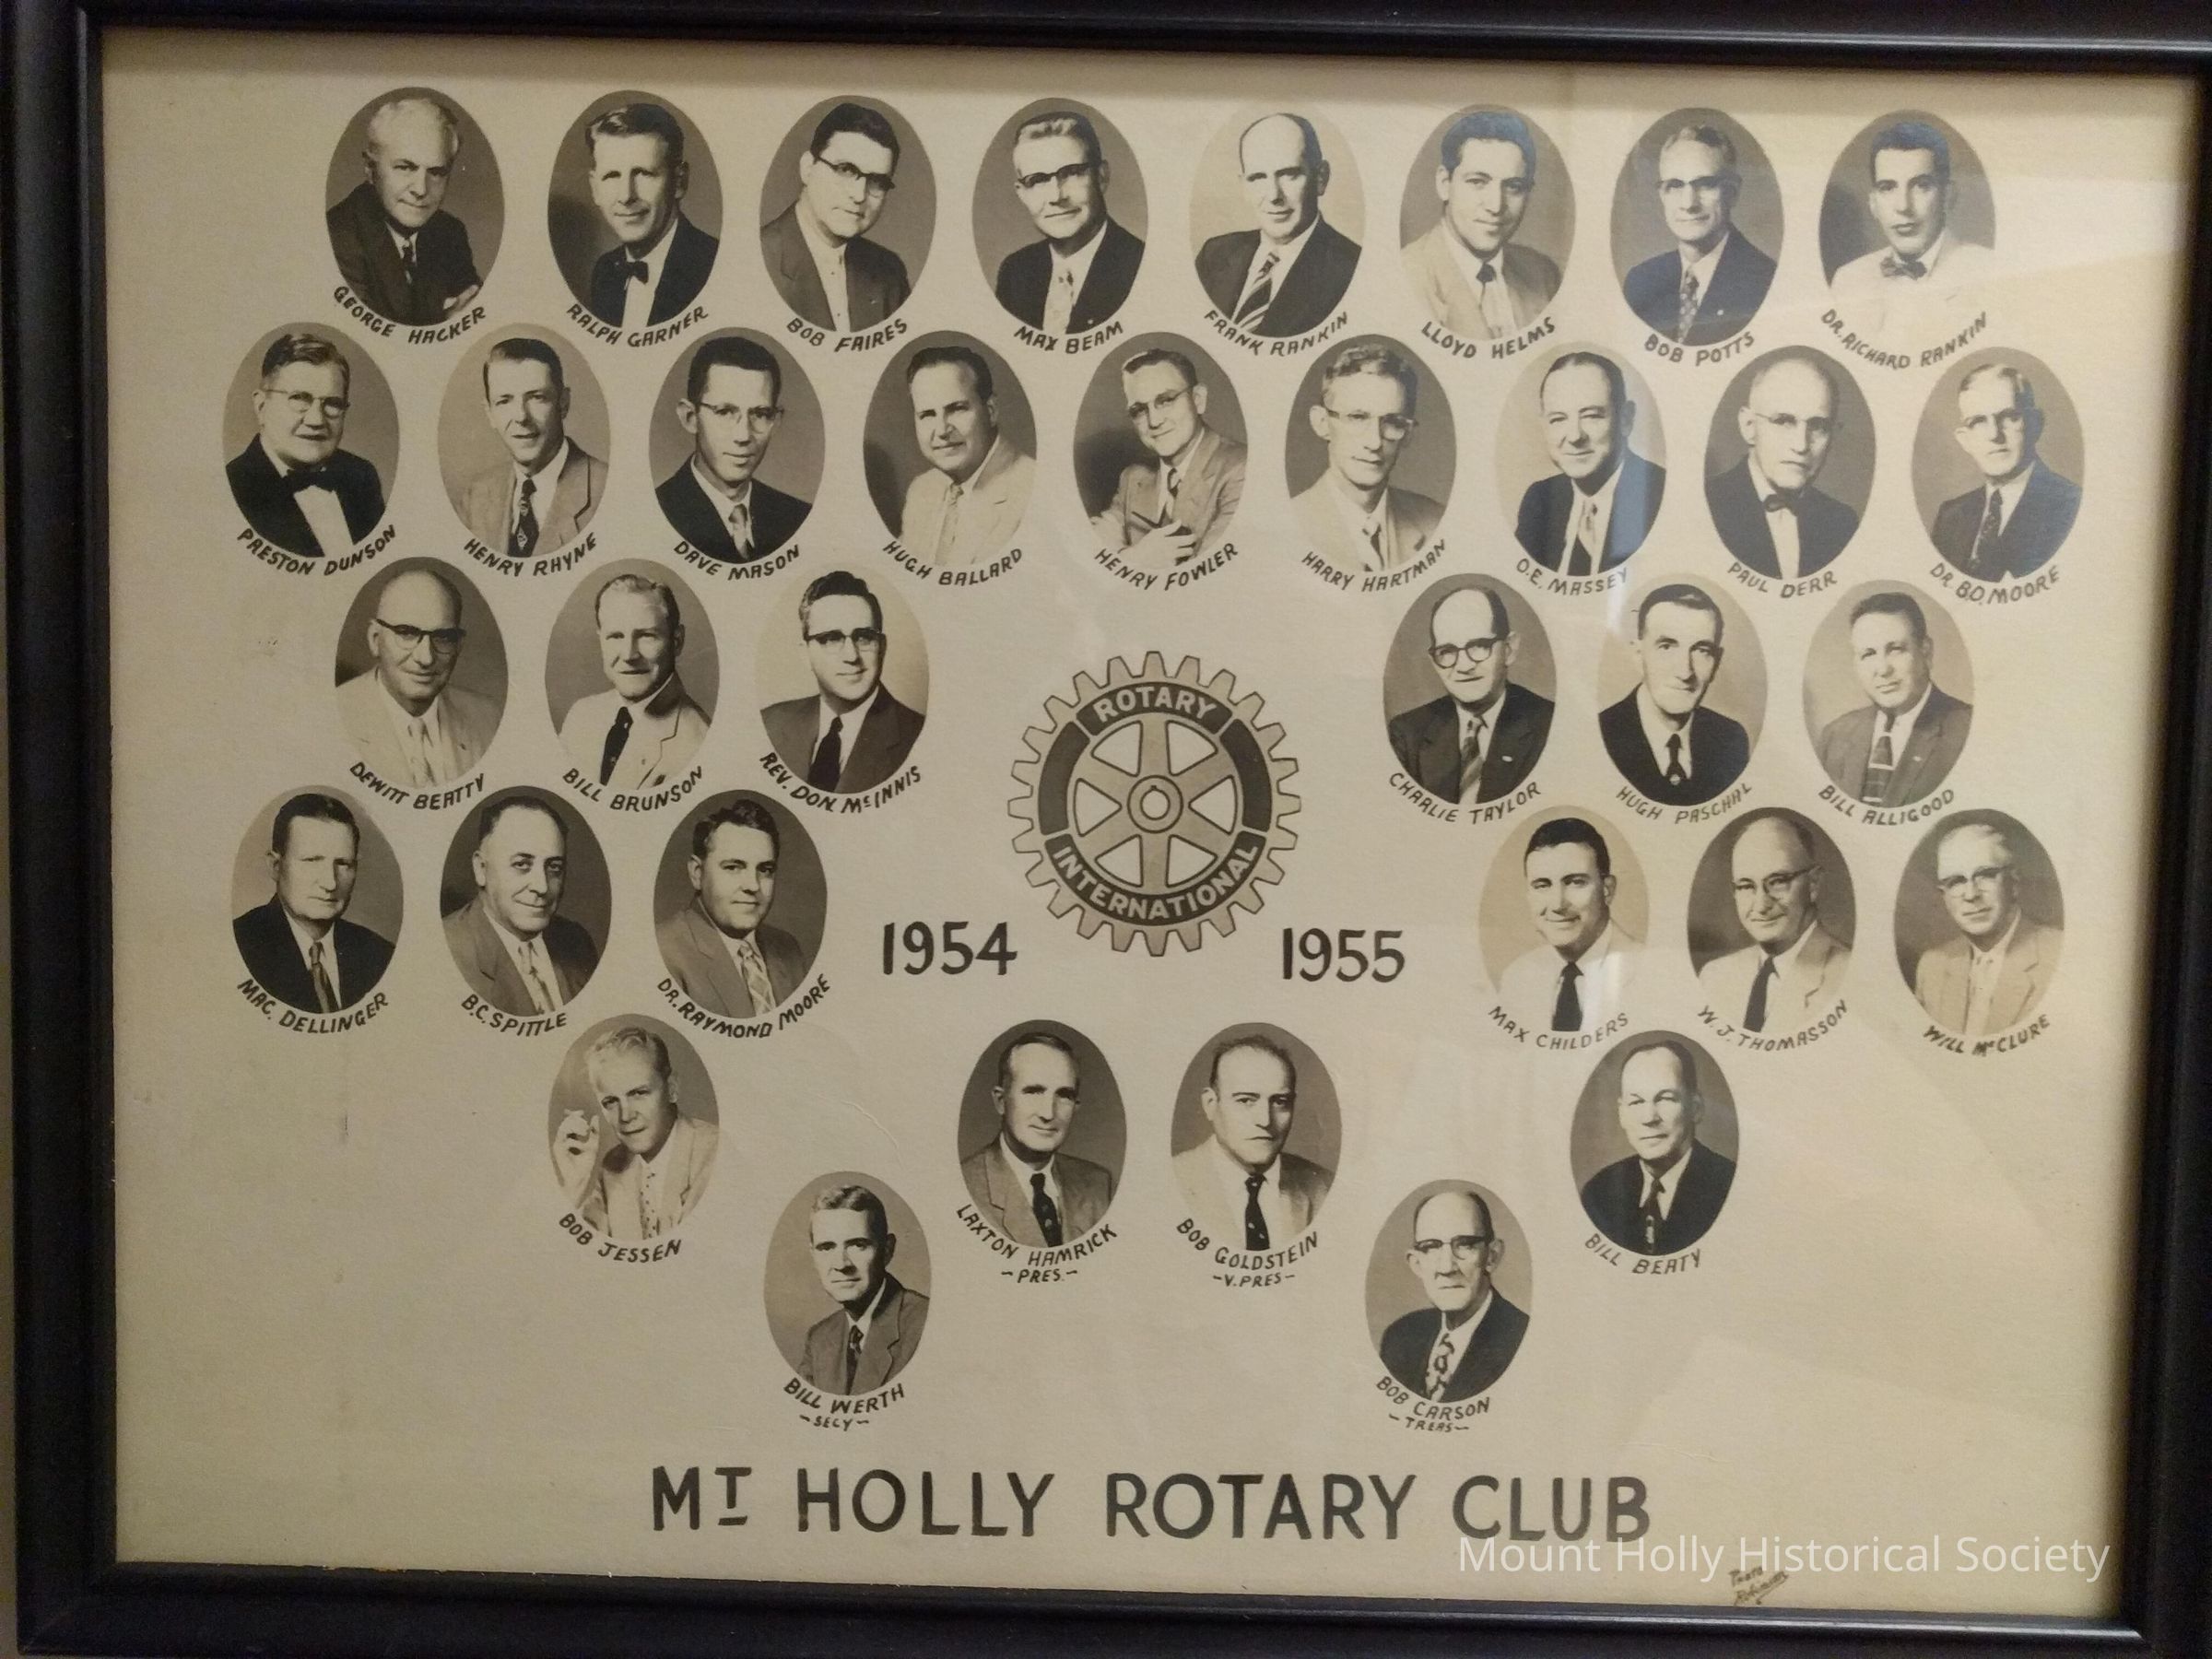 GEORGE HACKER
RALPH GARNER
BOB FAIRES
MAX BEAM
FRANK RANKIN
LLOYD HELMS
BOB POTTS
DR. RICHARD RANKIN
PRESTON DUNSON
HENRY RHYNE
DAVE MASON
HUGH BALLARD
HENRY FOWLER
HARRY HARTMAN
O.E. MASSEY
PAUL DERR
DR. B.D. MOORE
DEWITT BEATTY
BILL BRUNSON
REV. DON. McINNIS
ROTARY
INTERNATIONAL
CHARLIE TAYLOR
HUGH PASCHAL
BILL ALLIGOOD
MAC. DELLINGER
B.C. SPITTLE
DR. RAYMOND MOORE
1954
1955
MAX CHILDERS
W.J. THOMASSON
WILL McCLURE
BOB JESSEN
LAXTON HAMRICK
-PRES.-
BOB GOLDSTEIN
-V.PRES-
BILL BEATY
BILL WERTH
-SECY-
BOB CARSON
-TREAS-
MT HOLLY ROTARY CLUB
Mount Holly Historical Society